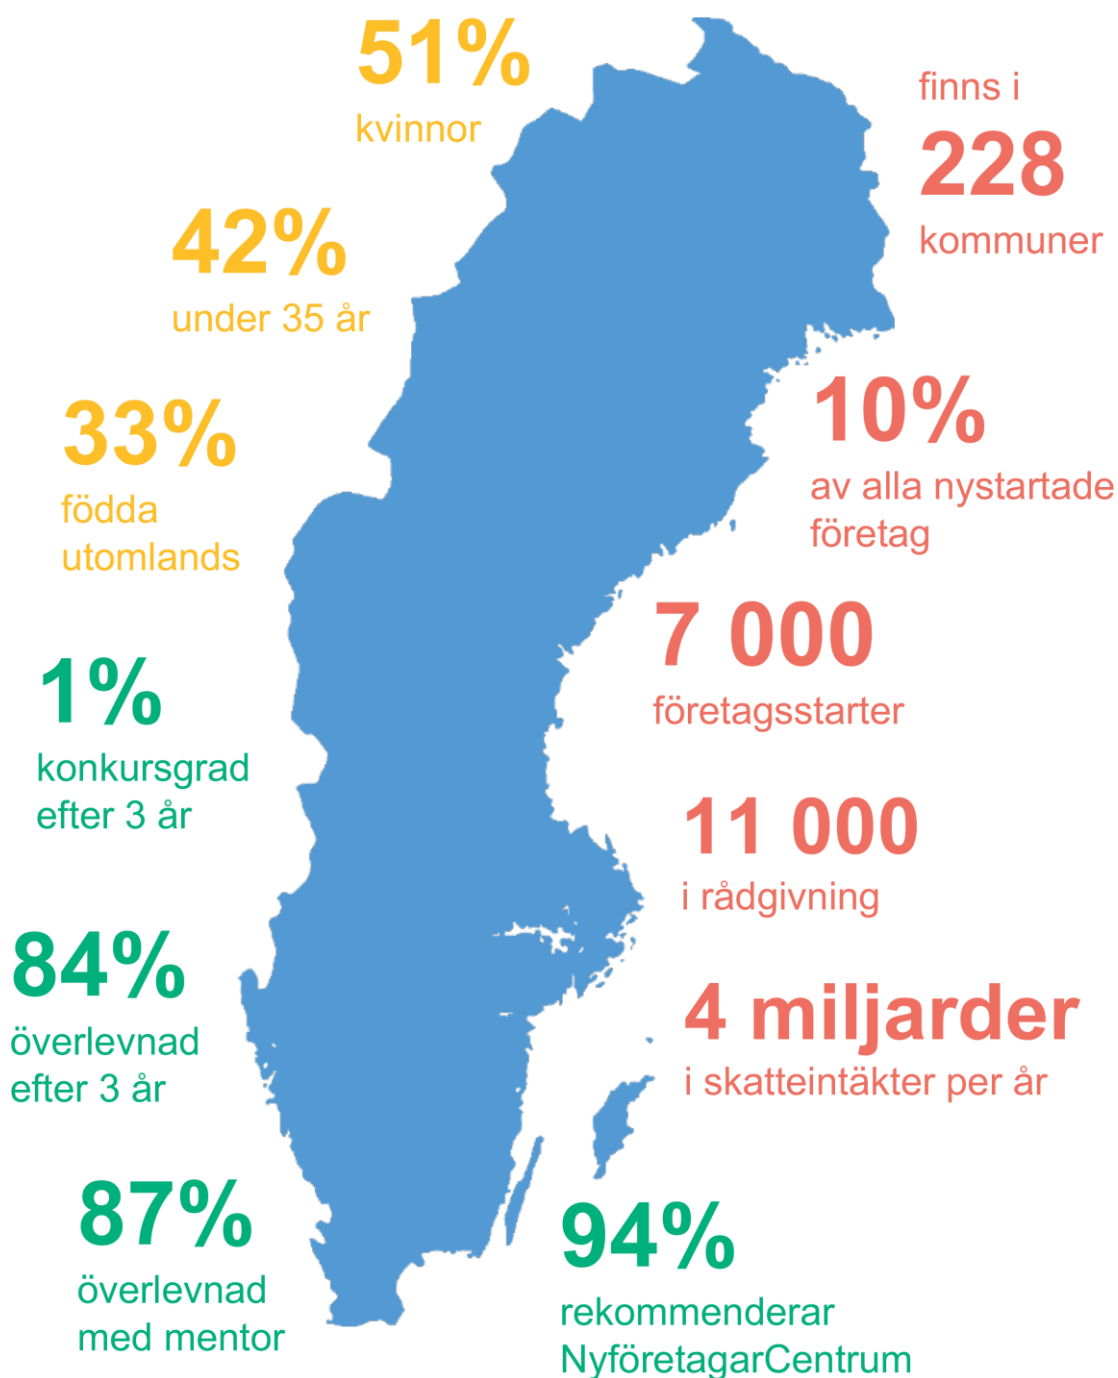 51%
kvinnor
42%
under 35 år
33%
födda
utomlands
1%
konkursgrad
efter 3 år
84%
överlevnad
efter 3 år
87%
överlevnad
med mentor
finns i
228
kommuner
10%
av alla nystartade
företag
7 000
företagsstarter
11 000
i rådgivning
4 miljarder
i skatteintäkter per år
94%
rekommenderar
NyföretagarCentrum